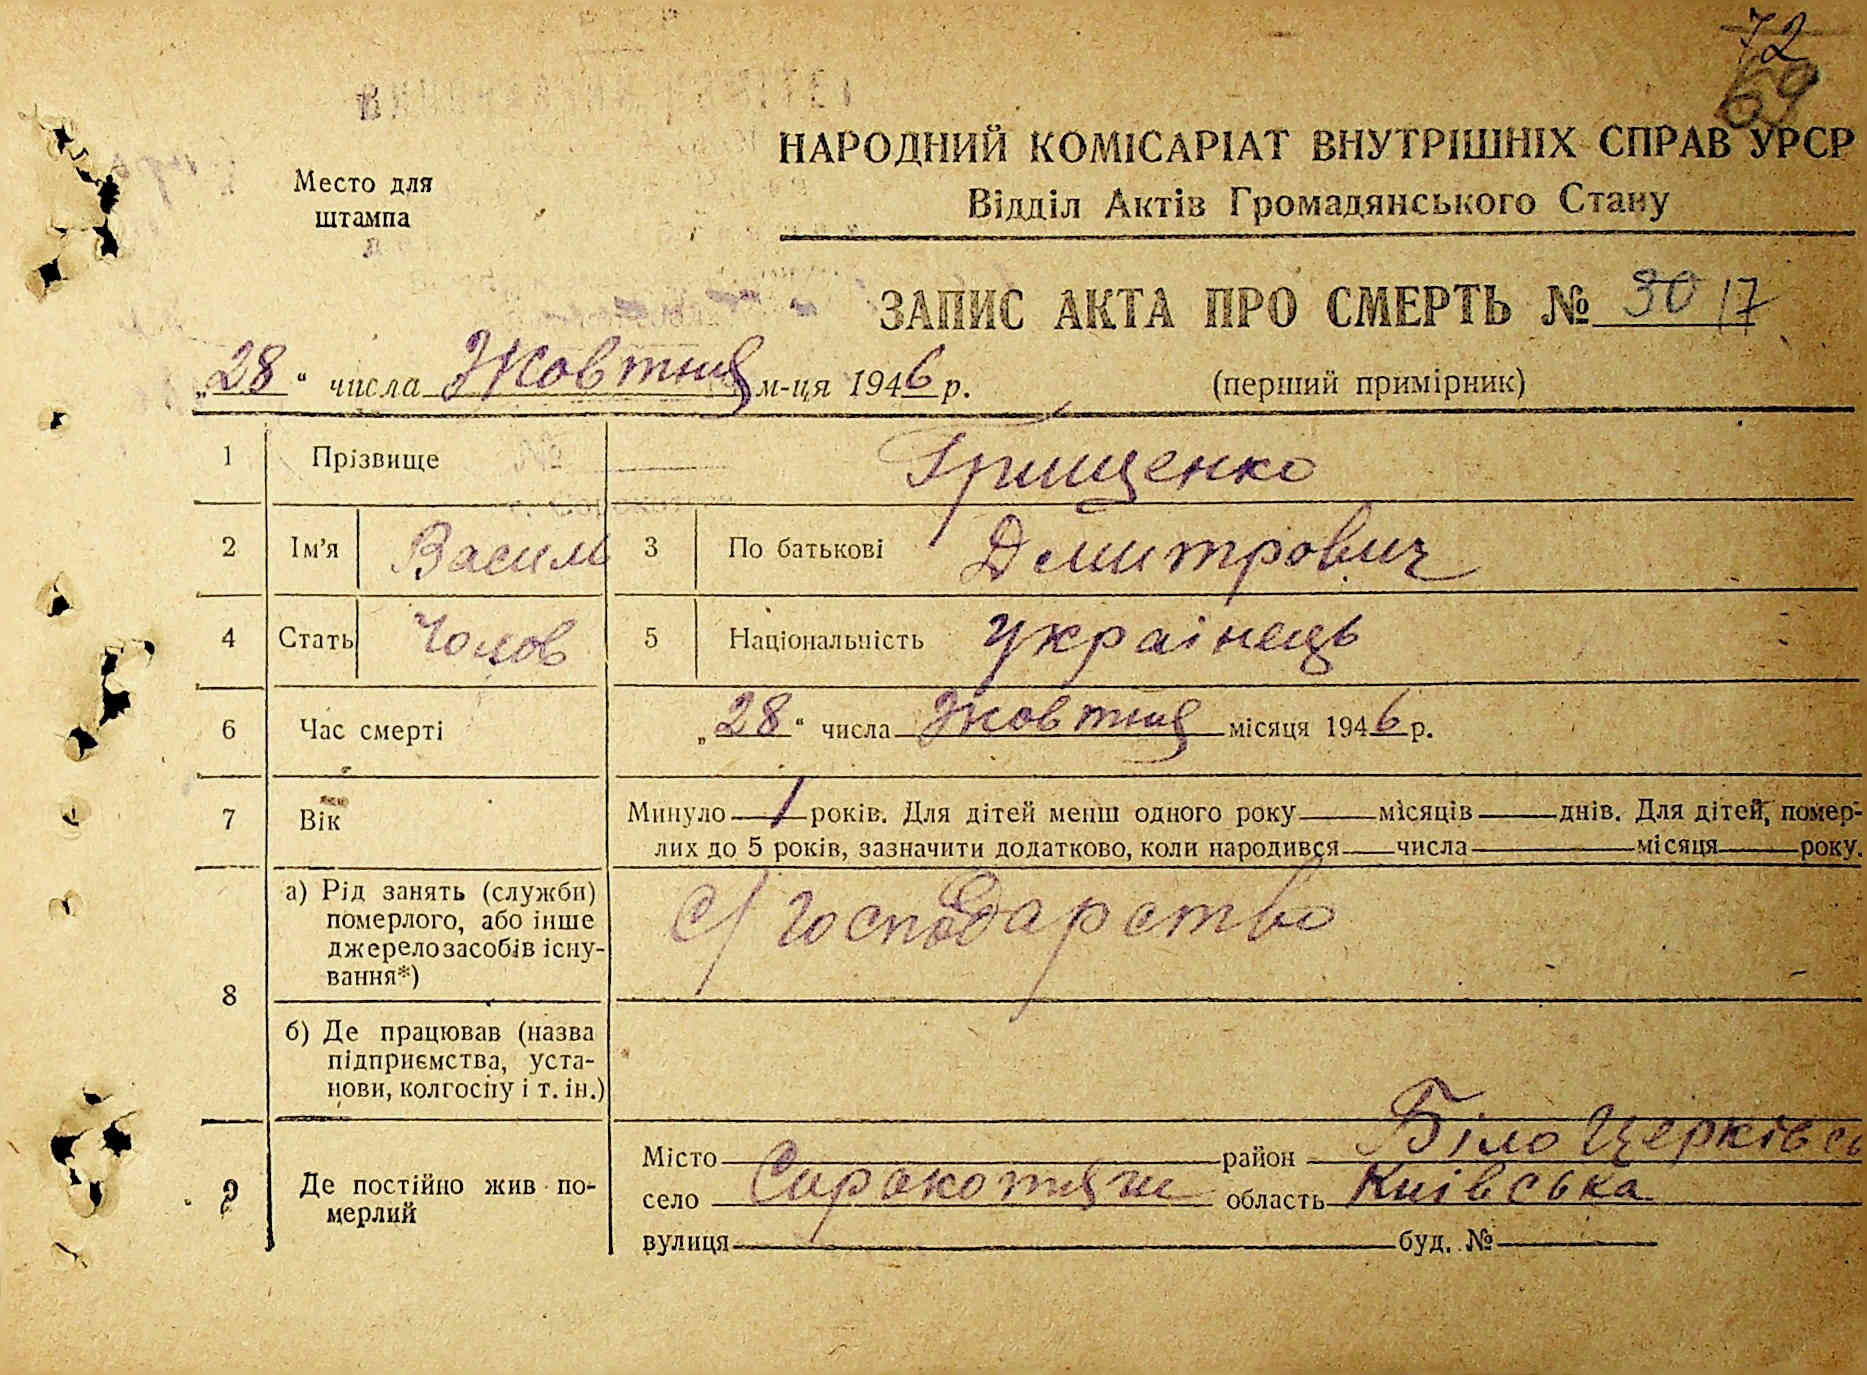 72
69
НАРОДНИЙ КОМІСАРІАТ ВНУТРІШНІХ СПРАВ УРСР
Место для
штампа
Відділ Актів Громадянського Стану
ЗАПИС АКТА ПРО СМЕРТЬ № 30 17
„28“ числа Жовтня м-ця 1946 р.
(перший примірник)
1 Прізвище Грищенко
2 Ім'я Василь 3 По батькові Дмитрович
4 Стать Чолов 5 Національність Українець
6 Час смерті „28“ числа Жовтня місяця 1946 р.
7 Вік Минуло 1 років. Для дітей менш одного року місяців днів. Для дітей, помер-
лих до 5 років, зазначити додатково, коли народився числа місяця року.
8 а) Рід занять (служби)
померлого, або інше
джерело засобів існу-
вання*)
с/господарство
б) Де працював (назва
підприємства, уста-
нови, колгоспу і т. ін.)
9 Де постійно жив по-
мерлий
Місто район Біло Церківсь
село Сорокотяги область Київська
вулиця буд. №